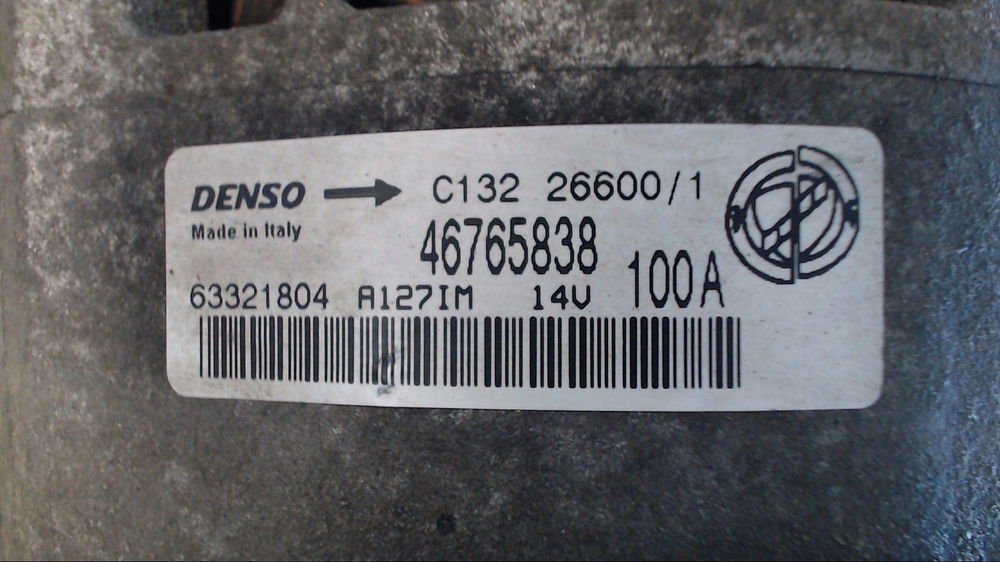 DENSO C132 26600/1
Made in Italy 46765838
63321804 A127IM 14V 100A